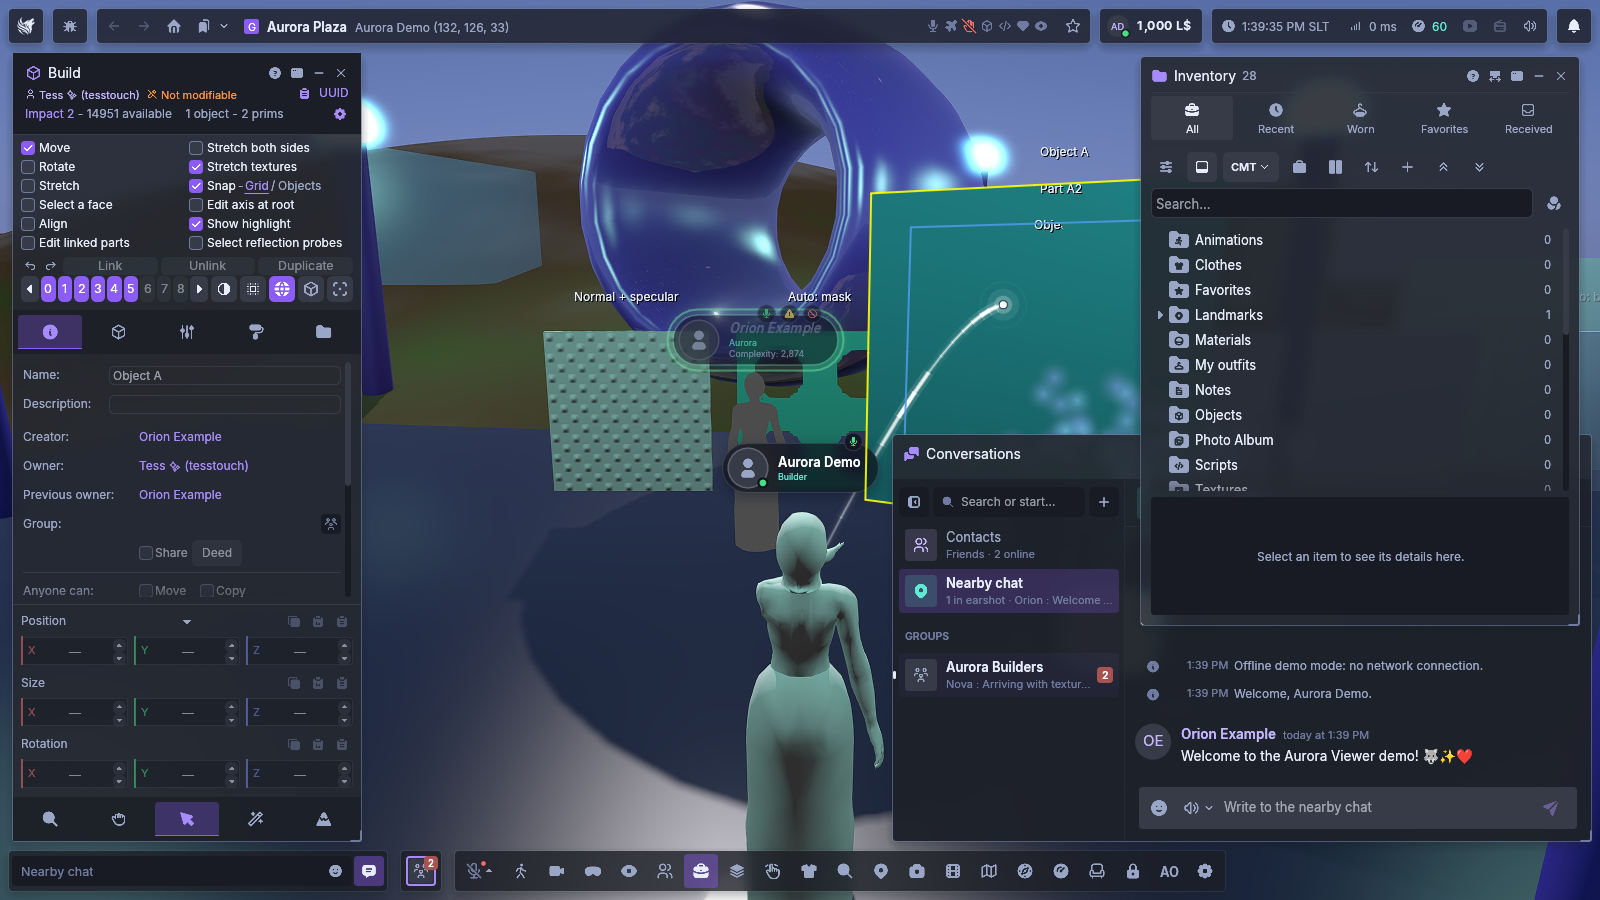 Aurora Plaza Aurora Demo (132, 126, 33)
AD 1,000 L$
1:39:35 PM SLT 0 ms 60
Build
Tess (tesstouch) Not modifiable UUID
Impact 2 - 14951 available 1 object - 2 prims
Move Stretch both sides
Rotate Stretch textures
Stretch Snap - Grid / Objects
Select a face Edit axis at root
Align Show highlight
Edit linked parts Select reflection probes
Link Unlink Duplicate
0 1 2 3 4 5 6 7 8
Name: Object A
Description:
Creator: Orion Example
Owner: Tess (tesstouch)
Previous owner: Orion Example
Group:
Share Deed
Anyone can: Move Copy
Position
X — Y — Z —
Size
X — Y — Z —
Rotation
X — Y — Z —
Nearby chat
2
Object A
Part A2
Obje
Normal + specular
Auto: mask
Orion Example
Aurora
Complexity: 2,874
Aurora Demo
Builder
Inventory 28
All Recent Worn Favorites Received
CMT
Search...
Animations 0
Clothes 0
Favorites 0
Landmarks 1
Materials 0
My outfits 0
Notes 0
Objects 0
Photo Album 0
Scripts 0
Textures 0
Select an item to see its details here.
Conversations
Search or start...
Contacts
Friends · 2 online
Nearby chat
1 in earshot · Orion : Welcome ...
GROUPS
Aurora Builders
Nova : Arriving with textur... 2
1:39 PM Offline demo mode: no network connection.
1:39 PM Welcome, Aurora Demo.
OE Orion Example today at 1:39 PM
Welcome to the Aurora Viewer demo! 🐺✨❤️
Write to the nearby chat
AO